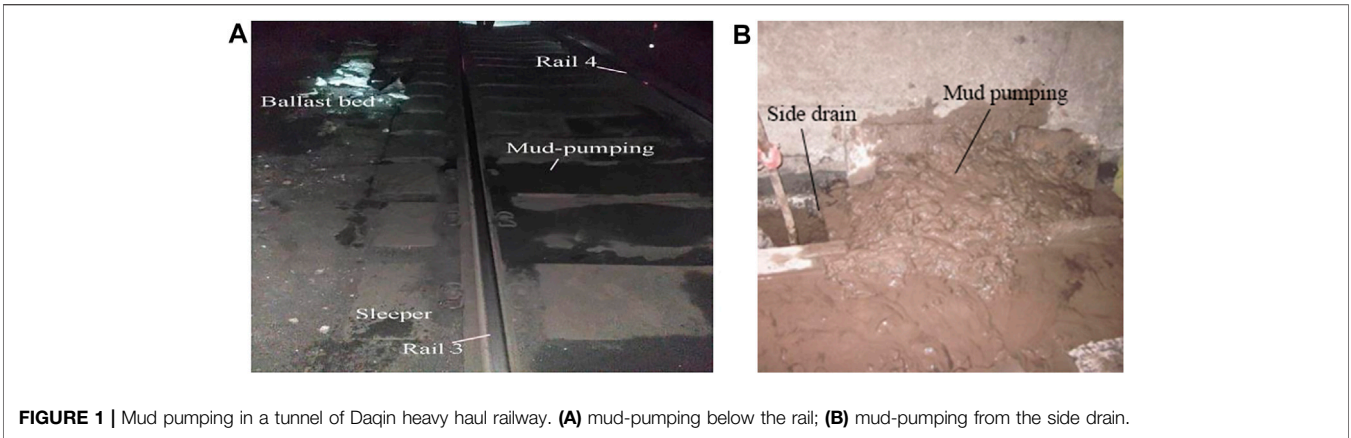 A
Rail 4
Ballast bed
Mud-pumping
Sleeper
Rail 3
B
Mud pumping
Side drain
FIGURE 1 | Mud pumping in a tunnel of Daqin heavy haul railway. (A) mud-pumping below the rail; (B) mud-pumping from the side drain.